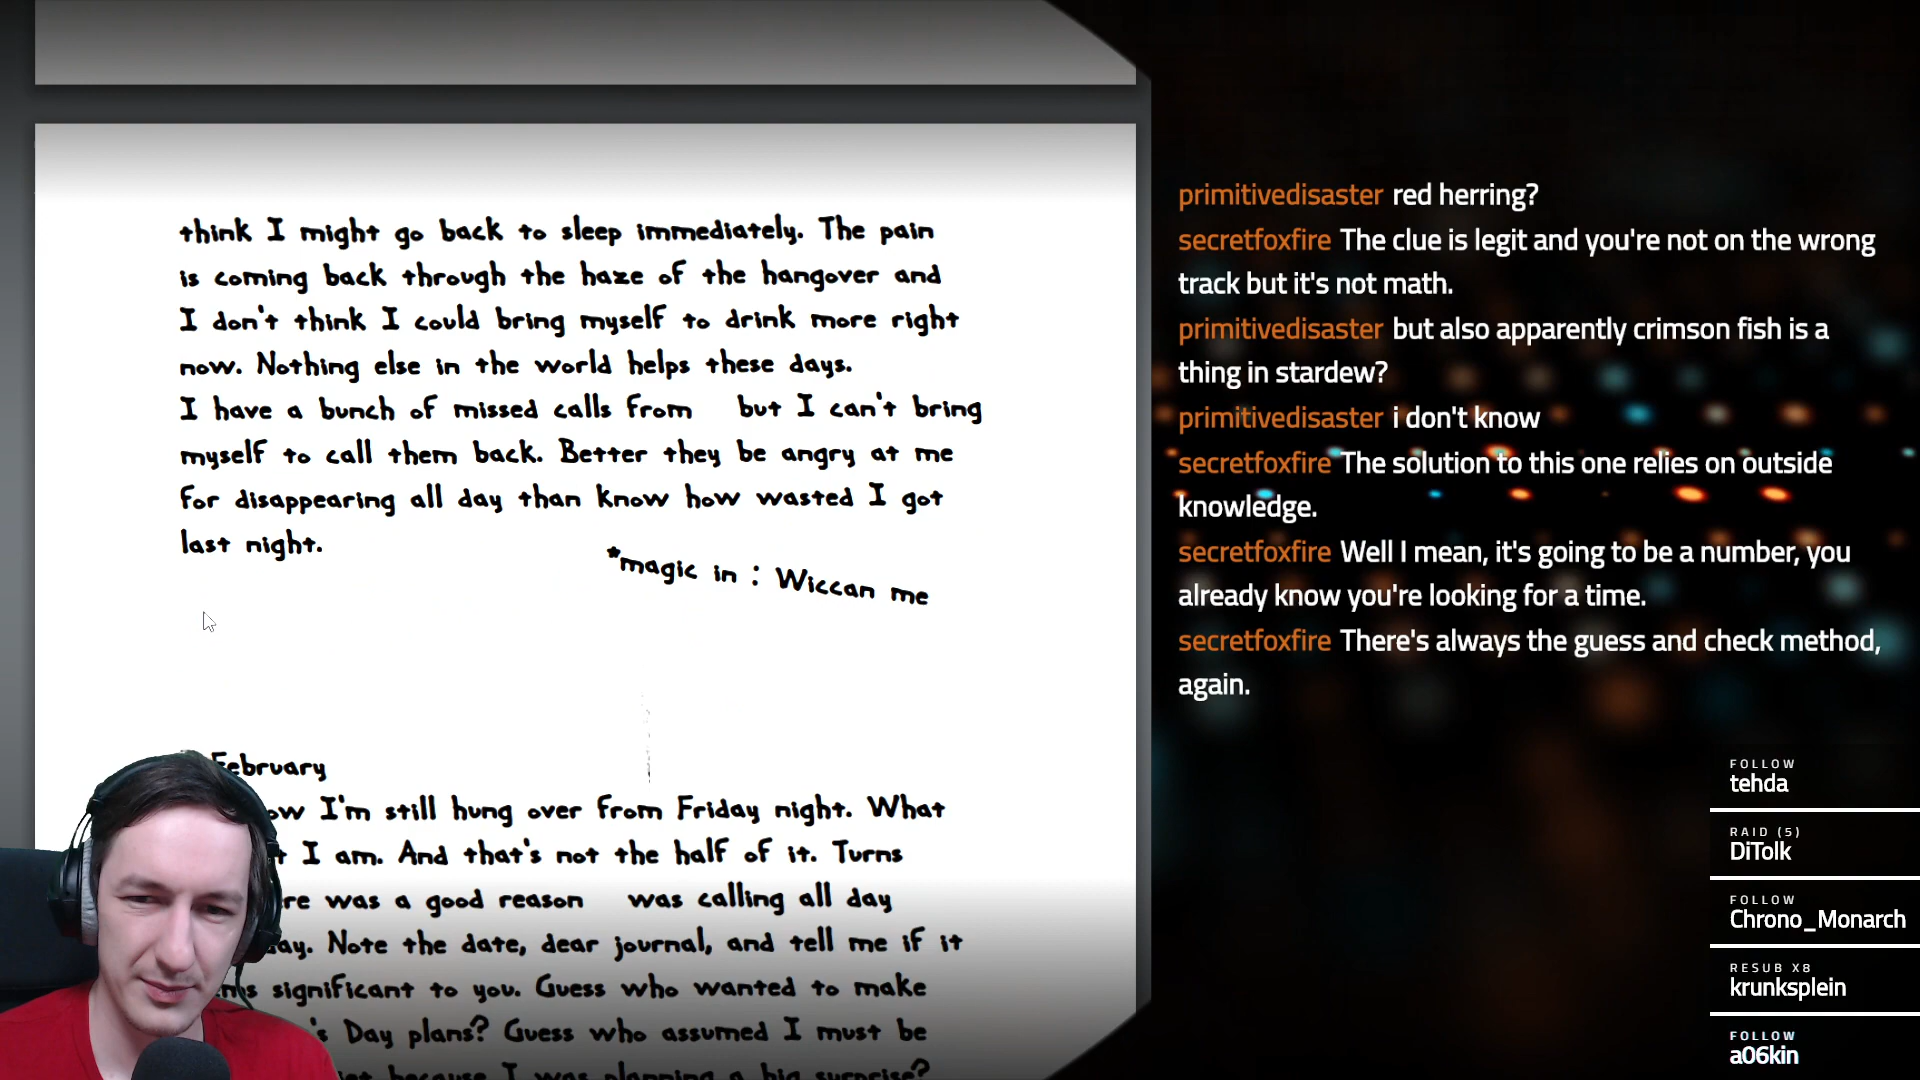 think I might go back to sleep immediately. The pain
is coming back through the haze of the hangover and
I don't think I could bring myself to drink more right
now. Nothing else in the world helps these days.
I have a bunch of missed calls from but I can't bring
myself to call them back. Better they be angry at me
for disappearing all day than know how wasted I got
last night.
*magic in : Wiccan me
February
I'm still hung over from Friday night. What
I am. And that's not the half of it. Turns
was a good reason was calling all day
Note the date, dear journal, and tell me if it
significant to you. Guess who wanted to make
Day plans? Guess who assumed I must be
because I was planning a big surprise?
primitivedisaster red herring?
secretfoxfire The clue is legit and you're not on the wrong
track but it's not math.
primitivedisaster but also apparently crimson fish is a
thing in stardew?
primitivedisaster i don't know
secretfoxfire The solution to this one relies on outside
knowledge.
secretfoxfire Well I mean, it's going to be a number, you
already know you're looking for a time.
secretfoxfire There's always the guess and check method,
again.
FOLLOW
tehda
RAID (5)
DiTolk
FOLLOW
Chrono_Monarch
RESUB X8
krunksplein
FOLLOW
a06kin